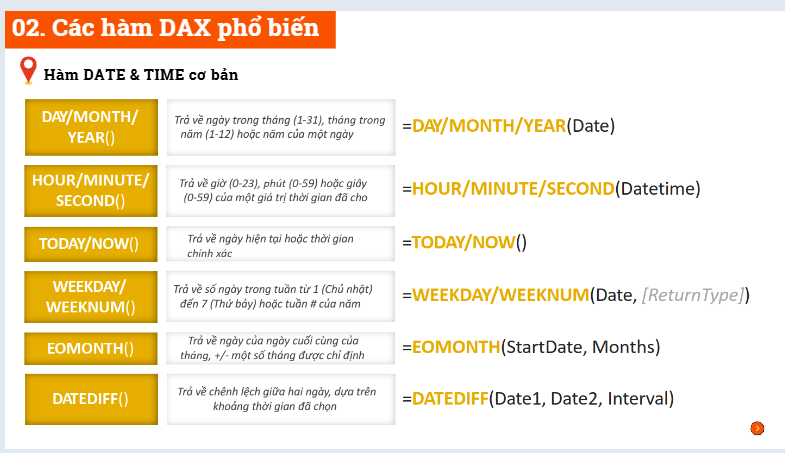 02. Các hàm DAX phổ biến
Hàm DATE & TIME cơ bản
DAY/MONTH/
YEAR()
Trả về ngày trong tháng (1-31), tháng trong
năm (1-12) hoặc năm của một ngày
=DAY/MONTH/YEAR(Date)
HOUR/MINUTE/
SECOND()
Trả về giờ (0-23), phút (0-59) hoặc giây
(0-59) của một giá trị thời gian đã cho
=HOUR/MINUTE/SECOND(Datetime)
TODAY/NOW()
Trả về ngày hiện tại hoặc thời gian
chính xác
=TODAY/NOW()
WEEKDAY/
WEEKNUM()
Trả về số ngày trong tuần từ 1 (Chủ nhật)
đến 7 (Thứ bảy) hoặc tuần # của năm
=WEEKDAY/WEEKNUM(Date, [ReturnType])
EOMONTH()
Trả về ngày của ngày cuối cùng của
tháng, +/- một số tháng được chỉ định
=EOMONTH(StartDate, Months)
DATEDIFF()
Trả về chênh lệch giữa hai ngày, dựa trên
khoảng thời gian đã chọn
=DATEDIFF(Date1, Date2, Interval)